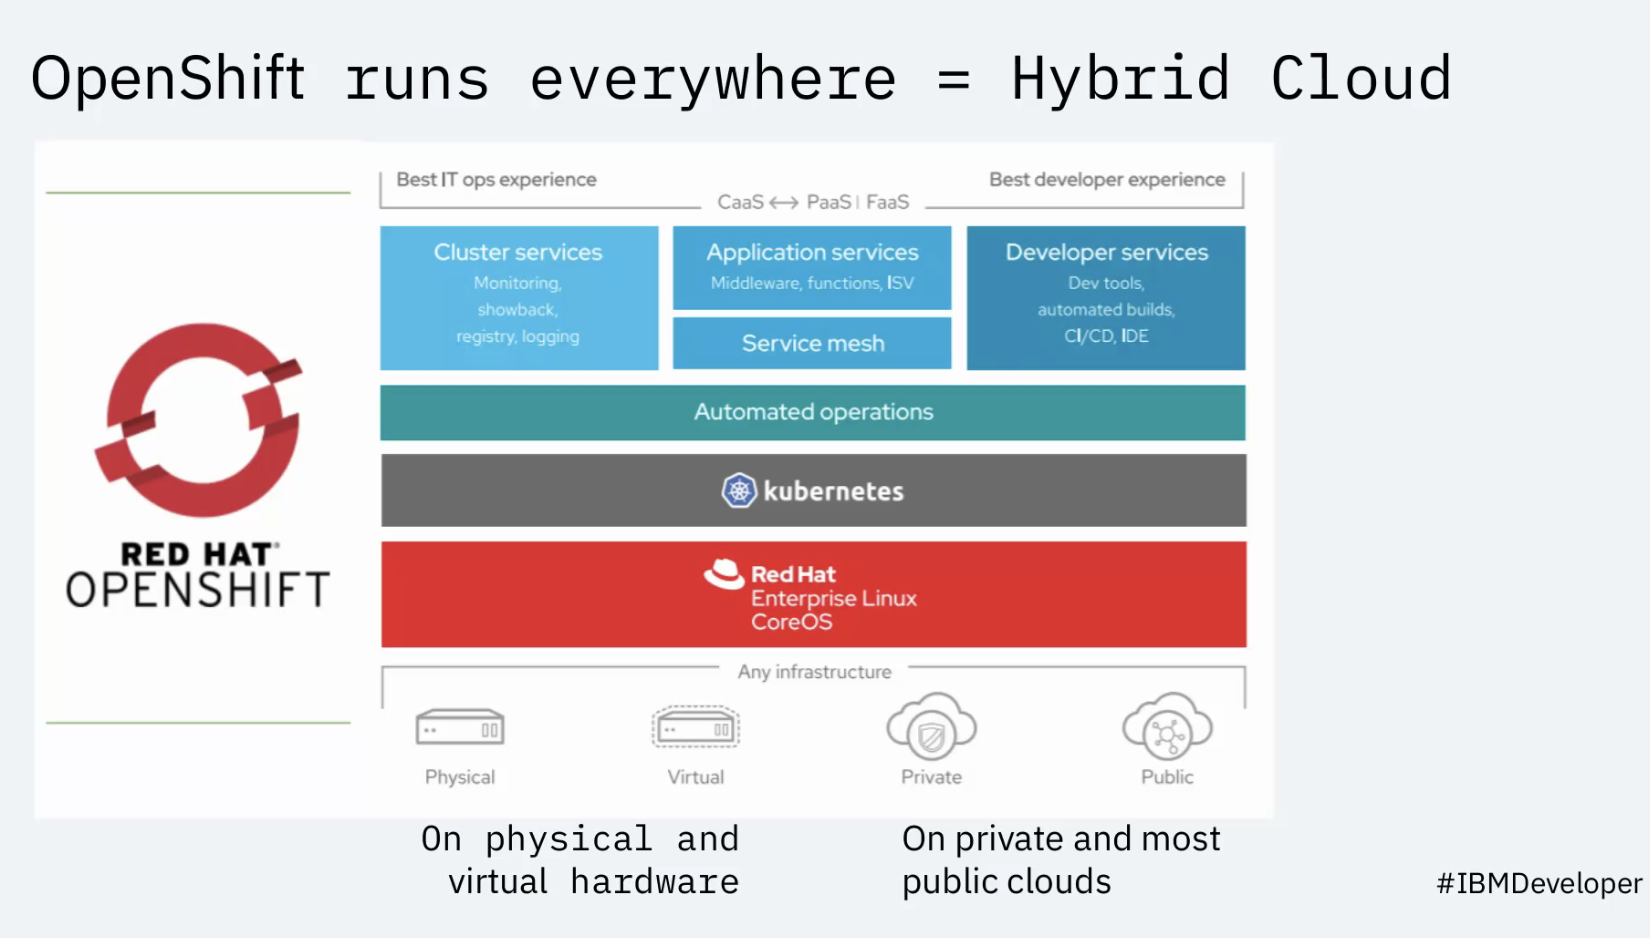 OpenShift runs everywhere = Hybrid Cloud
Best IT ops experience
Best developer experience
CaaS ↔ PaaS | FaaS
Cluster services
Monitoring,
showback,
registry, logging
Application services
Middleware, functions, ISV
Service mesh
Developer services
Dev tools,
automated builds,
CI/CD, IDE
Automated operations
kubernetes
RED HAT®
OPENSHIFT
Red Hat
Enterprise Linux
CoreOS
Any infrastructure
Physical
Virtual
Private
Public
On physical and
virtual hardware
On private and most
public clouds
#IBMDeveloper